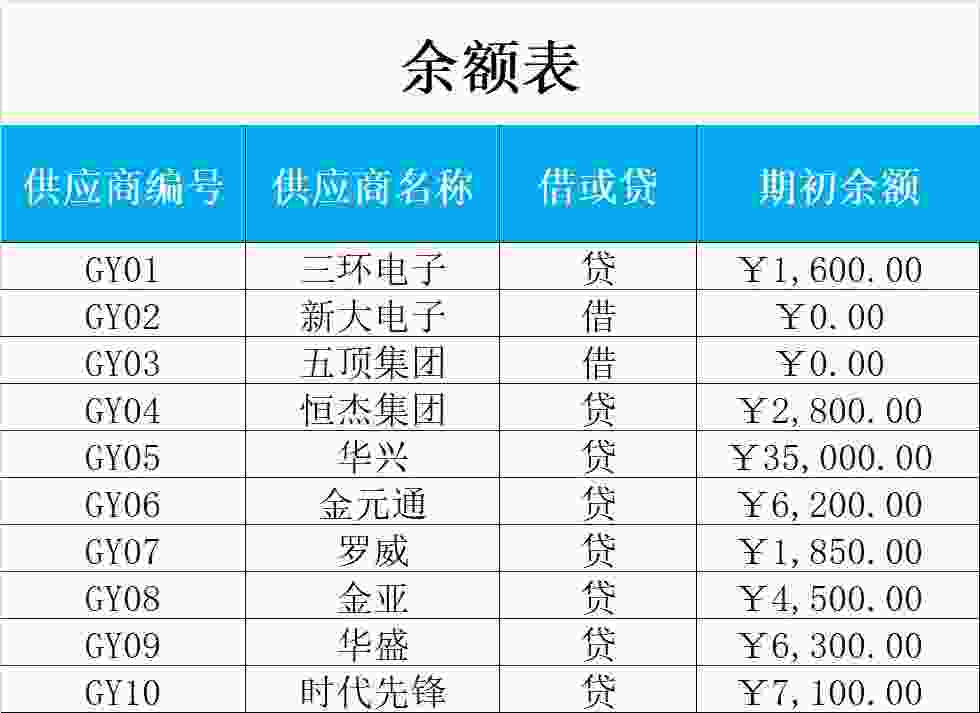 余额表
供应商编号 供应商名称 借或贷 期初余额
GY01 三环电子 贷 ¥1,600.00
GY02 新大电子 借 ¥0.00
GY03 五顶集团 借 ¥0.00
GY04 恒杰集团 贷 ¥2,800.00
GY05 华兴 贷 ¥35,000.00
GY06 金元通 贷 ¥6,200.00
GY07 罗威 贷 ¥1,850.00
GY08 金亚 贷 ¥4,500.00
GY09 华盛 贷 ¥6,300.00
GY10 时代先锋 贷 ¥7,100.00